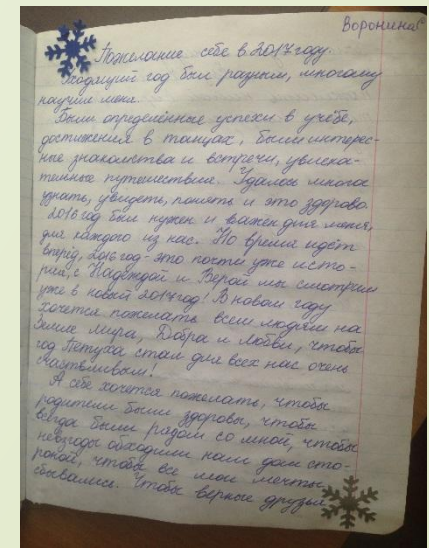 Воронина
Пожелание себе в 2017 году.
Уходящий год был разным, многому
научил меня.
Были определённые успехи в учёбе,
достижения в танцах, были интерес-
ные знакомства и встречи, увлека-
тельные путешествия. Удалось многое
узнать, увидеть, понять и это здорово
2016 год был нужен и важен для меня,
для каждого из нас. Но время идёт
вперёд, 2016 год - это почти уже исто-
рия, с Надеждой и Верой мы смотрим
уже в новый 2017 год! В новом году
хочется пожелать всем людям на
Земле Мира, Добра и Любви, чтобы
год Петуха стал для всех нас очень
счастливым!
А себе хочется пожелать, чтобы
родители были здоровы, чтобы
всегда были рядом со мной, чтобы
невзгоды обходили наш дом сто-
роной, чтобы все мои мечты
сбывались. Чтобы верные друзья